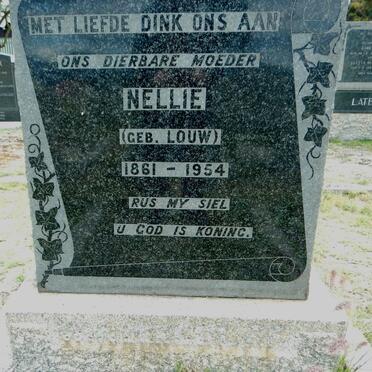 MET LIEFDE DINK ONS AAN
ONS DIERBARE MOEDER
NELLIE
(GEB. LOUW)
1861 - 1954
RUS MY SIEL
U GOD IS KONING.
LATE